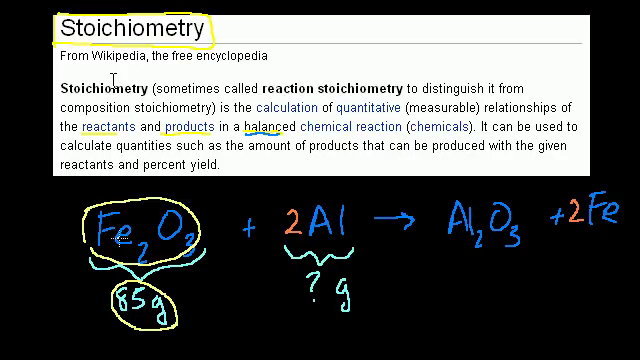 Stoichiometry
From Wikipedia, the free encyclopedia
Stoichiometry (sometimes called reaction stoichiometry to distinguish it from
composition stoichiometry) is the calculation of quantitative (measurable) relationships of
the reactants and products in a balanced chemical reaction (chemicals). It can be used to
calculate quantities such as the amount of products that can be produced with the given
reactants and percent yield.
Fe₂O₃ + 2Al → Al₂O₃ + 2Fe
85g ? g